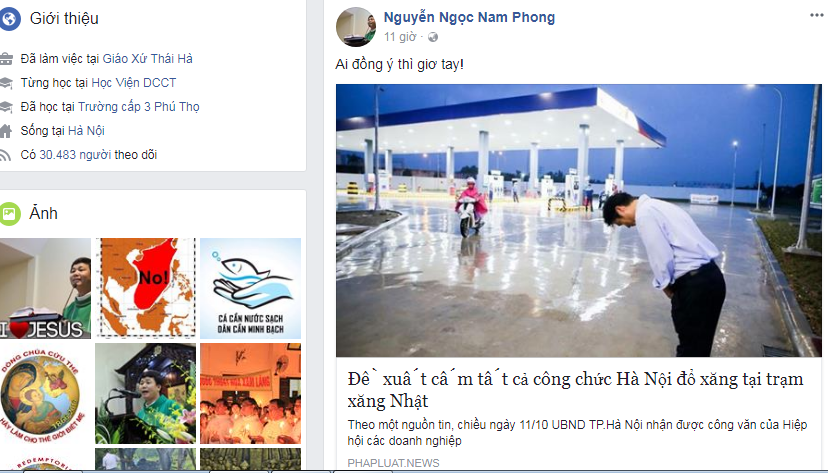 Giới thiệu
Đã làm việc tại Giáo Xứ Thái Hà
Từng học tại Học Viện DCCT
Đã học tại Trường cấp 3 Phú Thọ
Sống tại Hà Nội
Có 30.483 người theo dõi
Ảnh
I JESUS
No!
CÁ CẦN NƯỚC SẠCH
DÂN CẦN MINH BẠCH
DÒNG CHÚA CỨU THẾ
HÃY LÀM CHO THẾ GIỚI BIẾT MẸ
Nguyễn Ngọc Nam Phong
11 giờ ·
Ai đồng ý thì giơ tay!
Đề xuất cấm tất cả công chức Hà Nội đổ xăng tại trạm
xăng Nhật
Theo một nguồn tin, chiều ngày 11/10 UBND TP.Hà Nội nhận được công văn của Hiệp
hội các doanh nghiệp
PHAPLUAT.NEWS